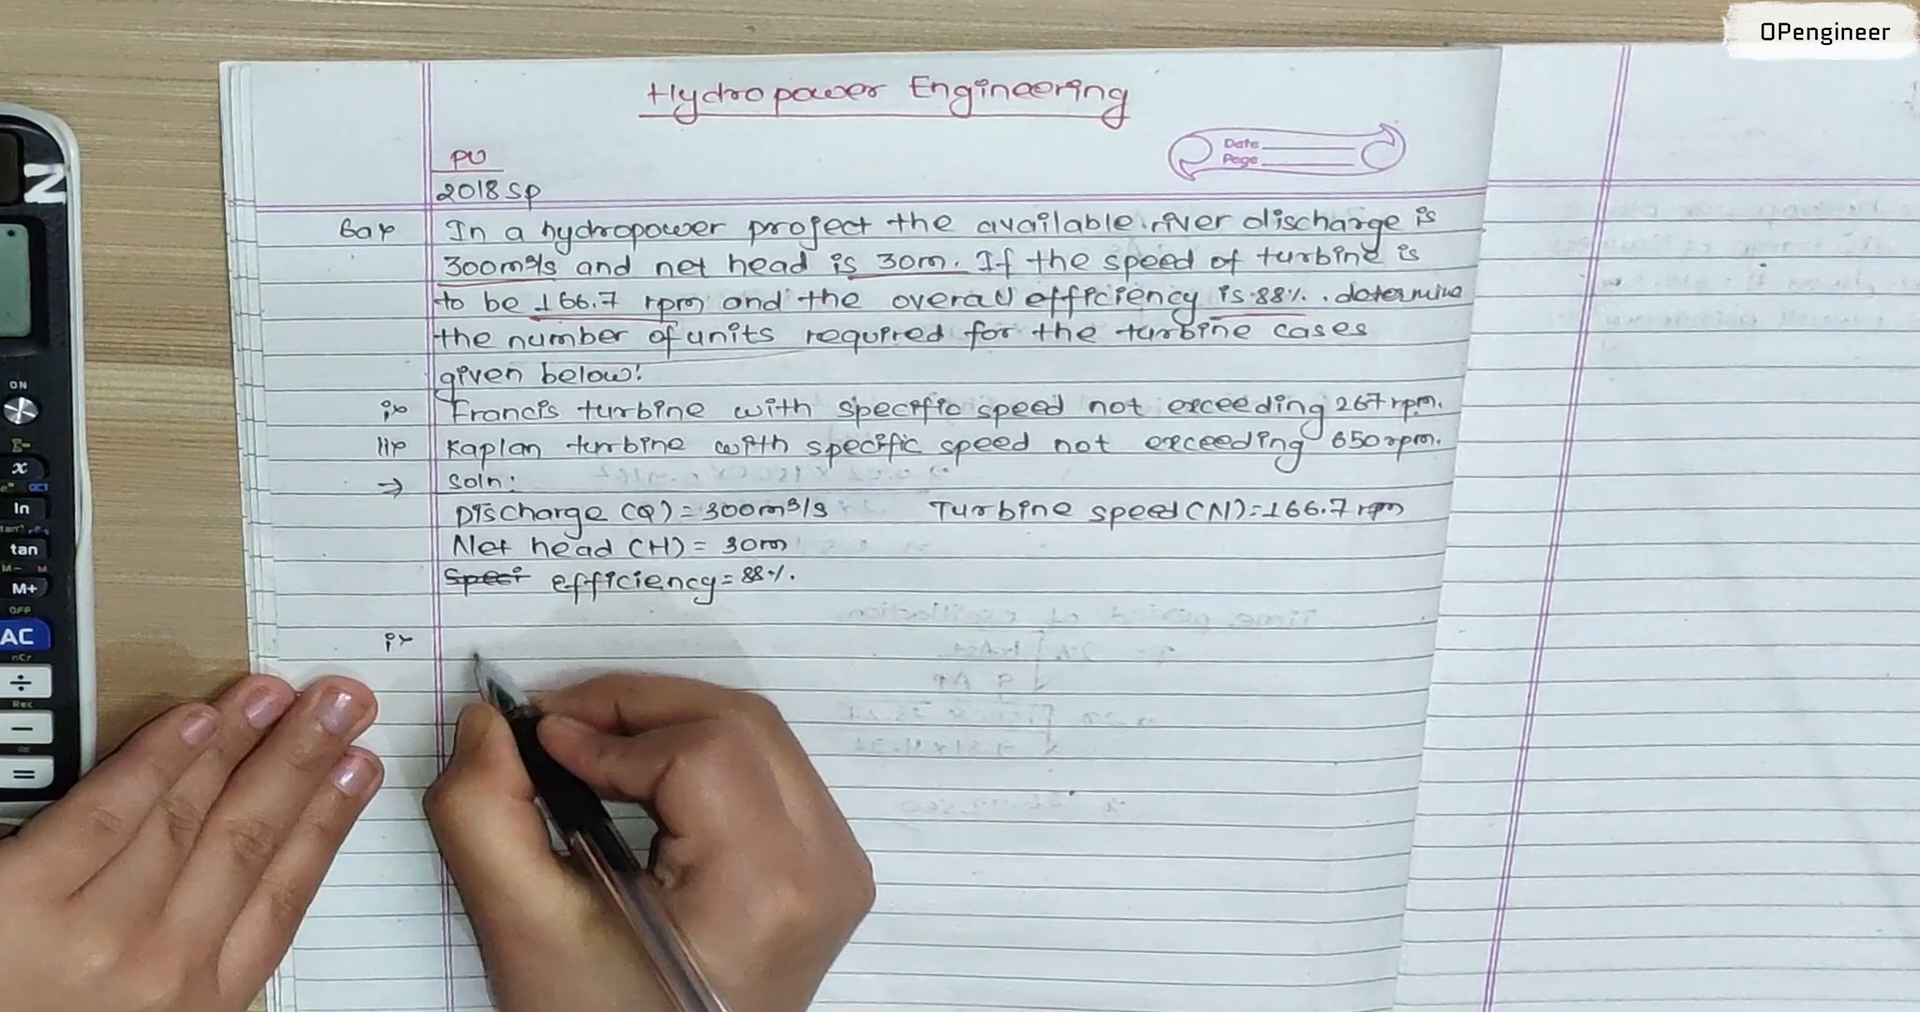 OPengineer
Hydropower Engineering
Date
Page
PU
2018 sp
6a> In a hydropower project the available river discharge is
300m³/s and net head is 30m. If the speed of turbine is
to be 166.7 rpm and the overall efficiency is 88%. determine
the number of units required for the turbine cases
given below:
i> Francis turbine with specific speed not exceeding 267 rpm.
ii> Kaplan turbine with specific speed not exceeding 650 rpm.
→ Soln:
Discharge (Q) = 300m³/s Turbine speed (N) = 166.7 rpm
Net head (H) = 30m
Speci efficiency = 88%.
i>
Z
ON
x
OCT
ln
tan
M- M
M+
OFF
AC
nCr
÷
Rec
−
=